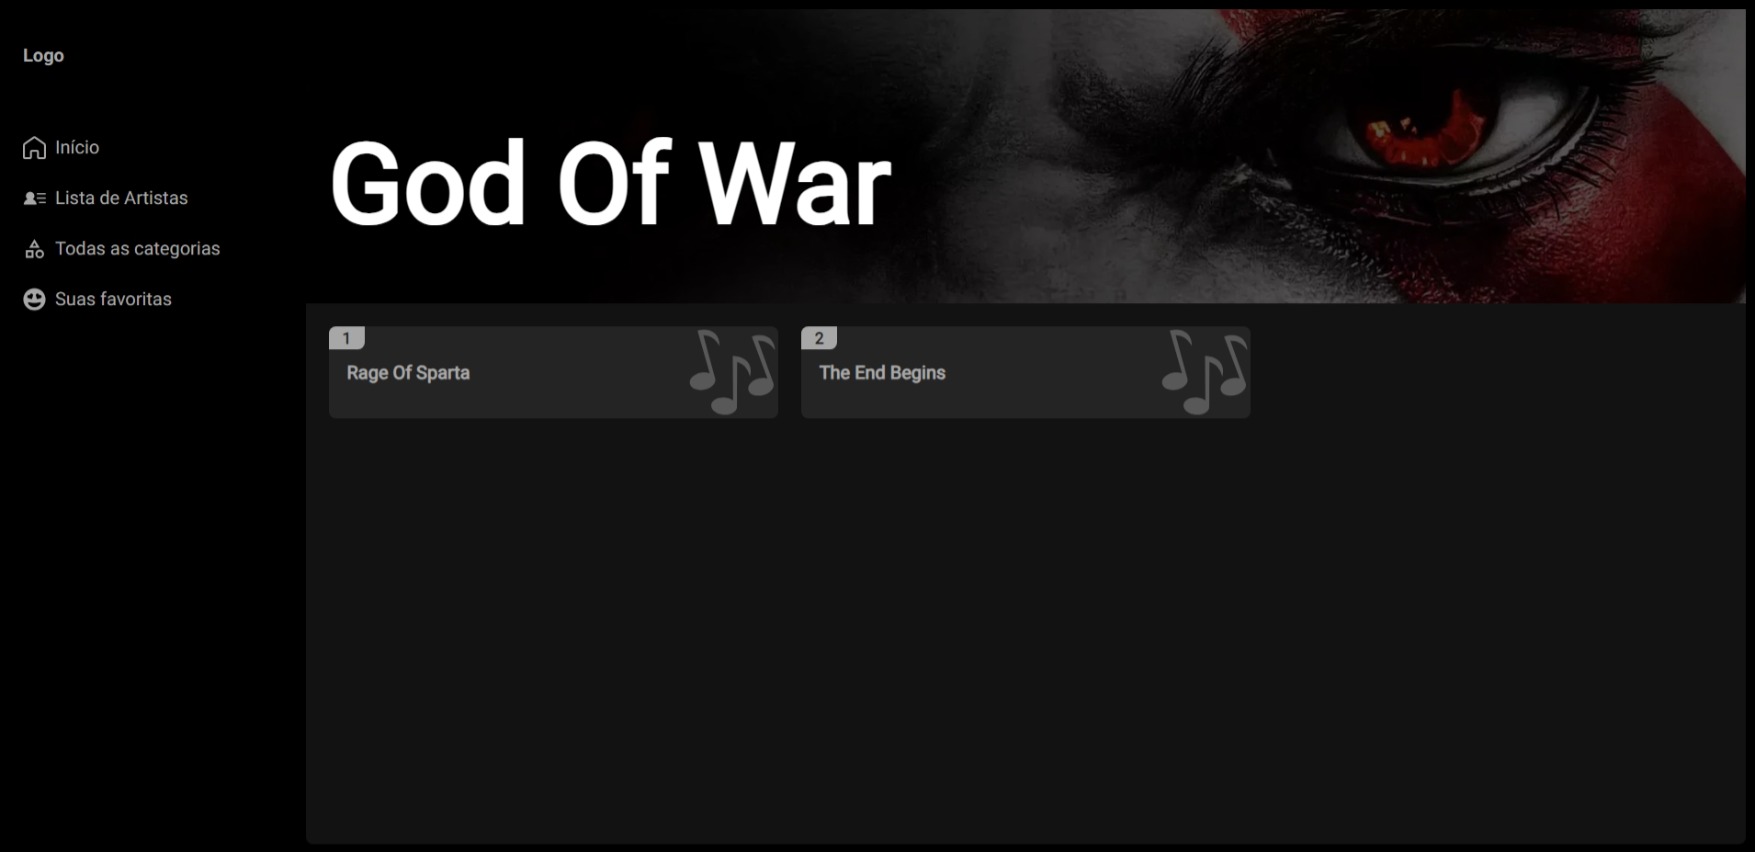 Logo
Início
Lista de Artistas
Todas as categorias
Suas favoritas
God Of War
1
Rage Of Sparta
2
The End Begins